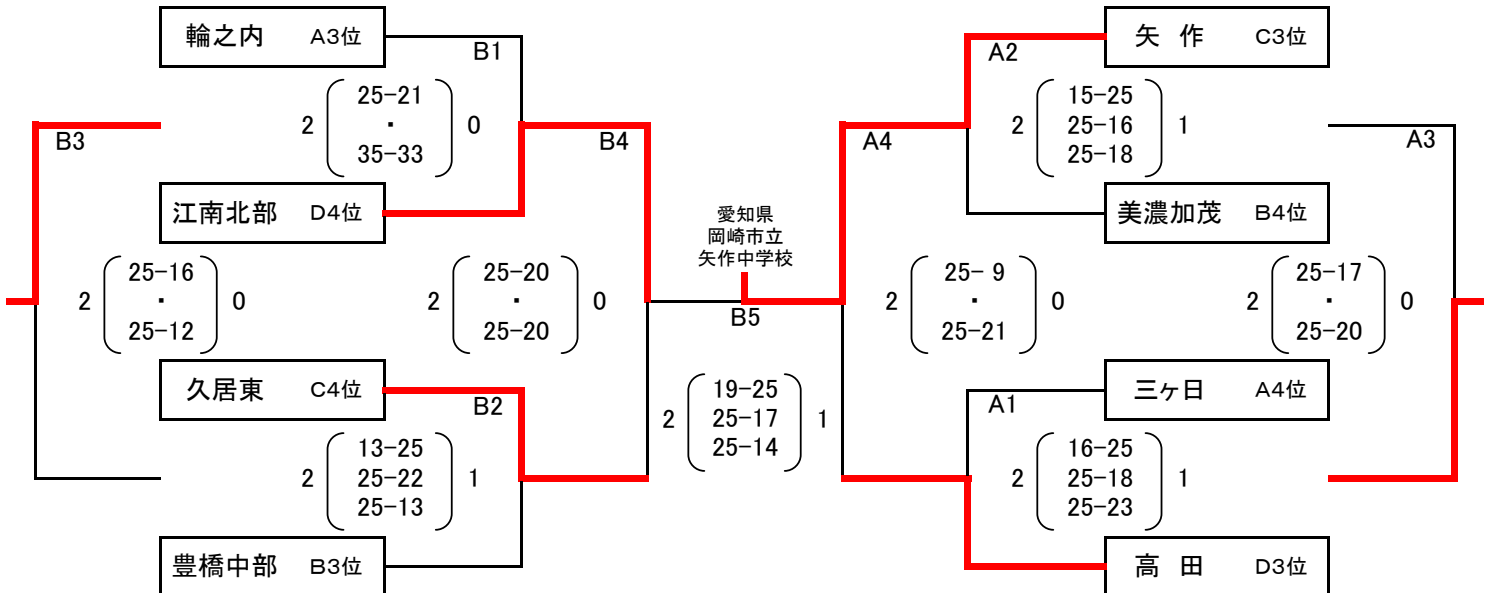 輪之内 A3位
B1
25-21
2 ・ 0
35-33
B3
B4
江南北部 D4位
25-16
2 ・ 0
25-12
25-20
2 ・ 0
25-20
久居東 C4位
B2
13-25
2 25-22 1
25-13
豊橋中部 B3位
愛知県
岡崎市立
矢作中学校
B5
19-25
2 25-17 1
25-14
矢 作 C3位
A2
15-25
2 25-16 1
25-18
A4
A3
美濃加茂 B4位
25- 9
2 ・ 0
25-21
25-17
2 ・ 0
25-20
三ヶ日 A4位
A1
16-25
2 25-18 1
25-23
高 田 D3位